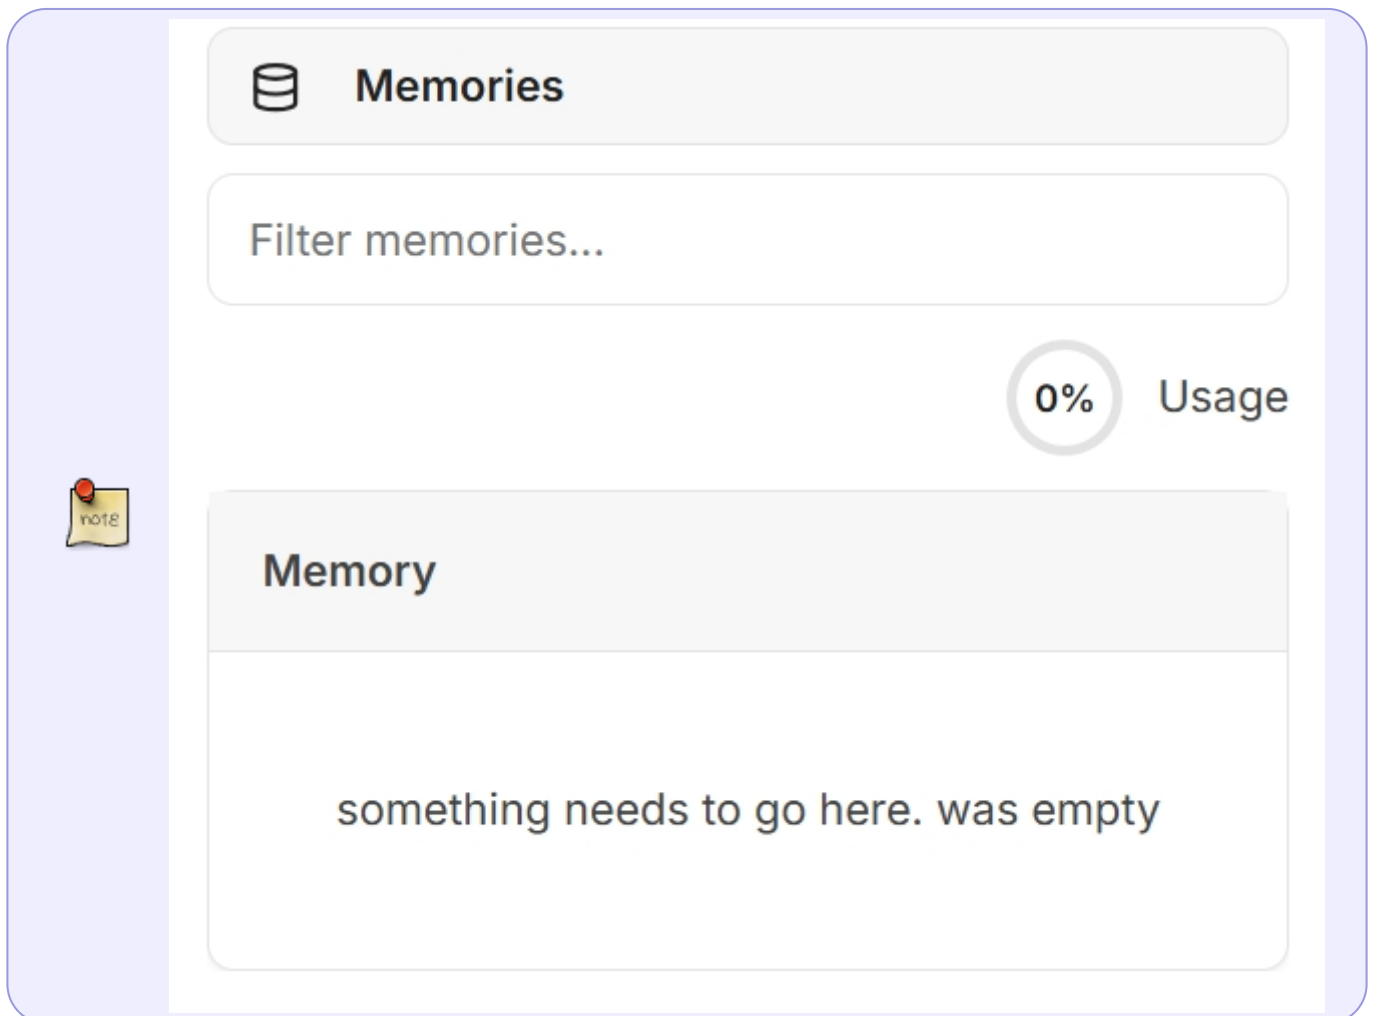 Memories
Filter memories...
0% Usage
note
Memory
something needs to go here. was empty